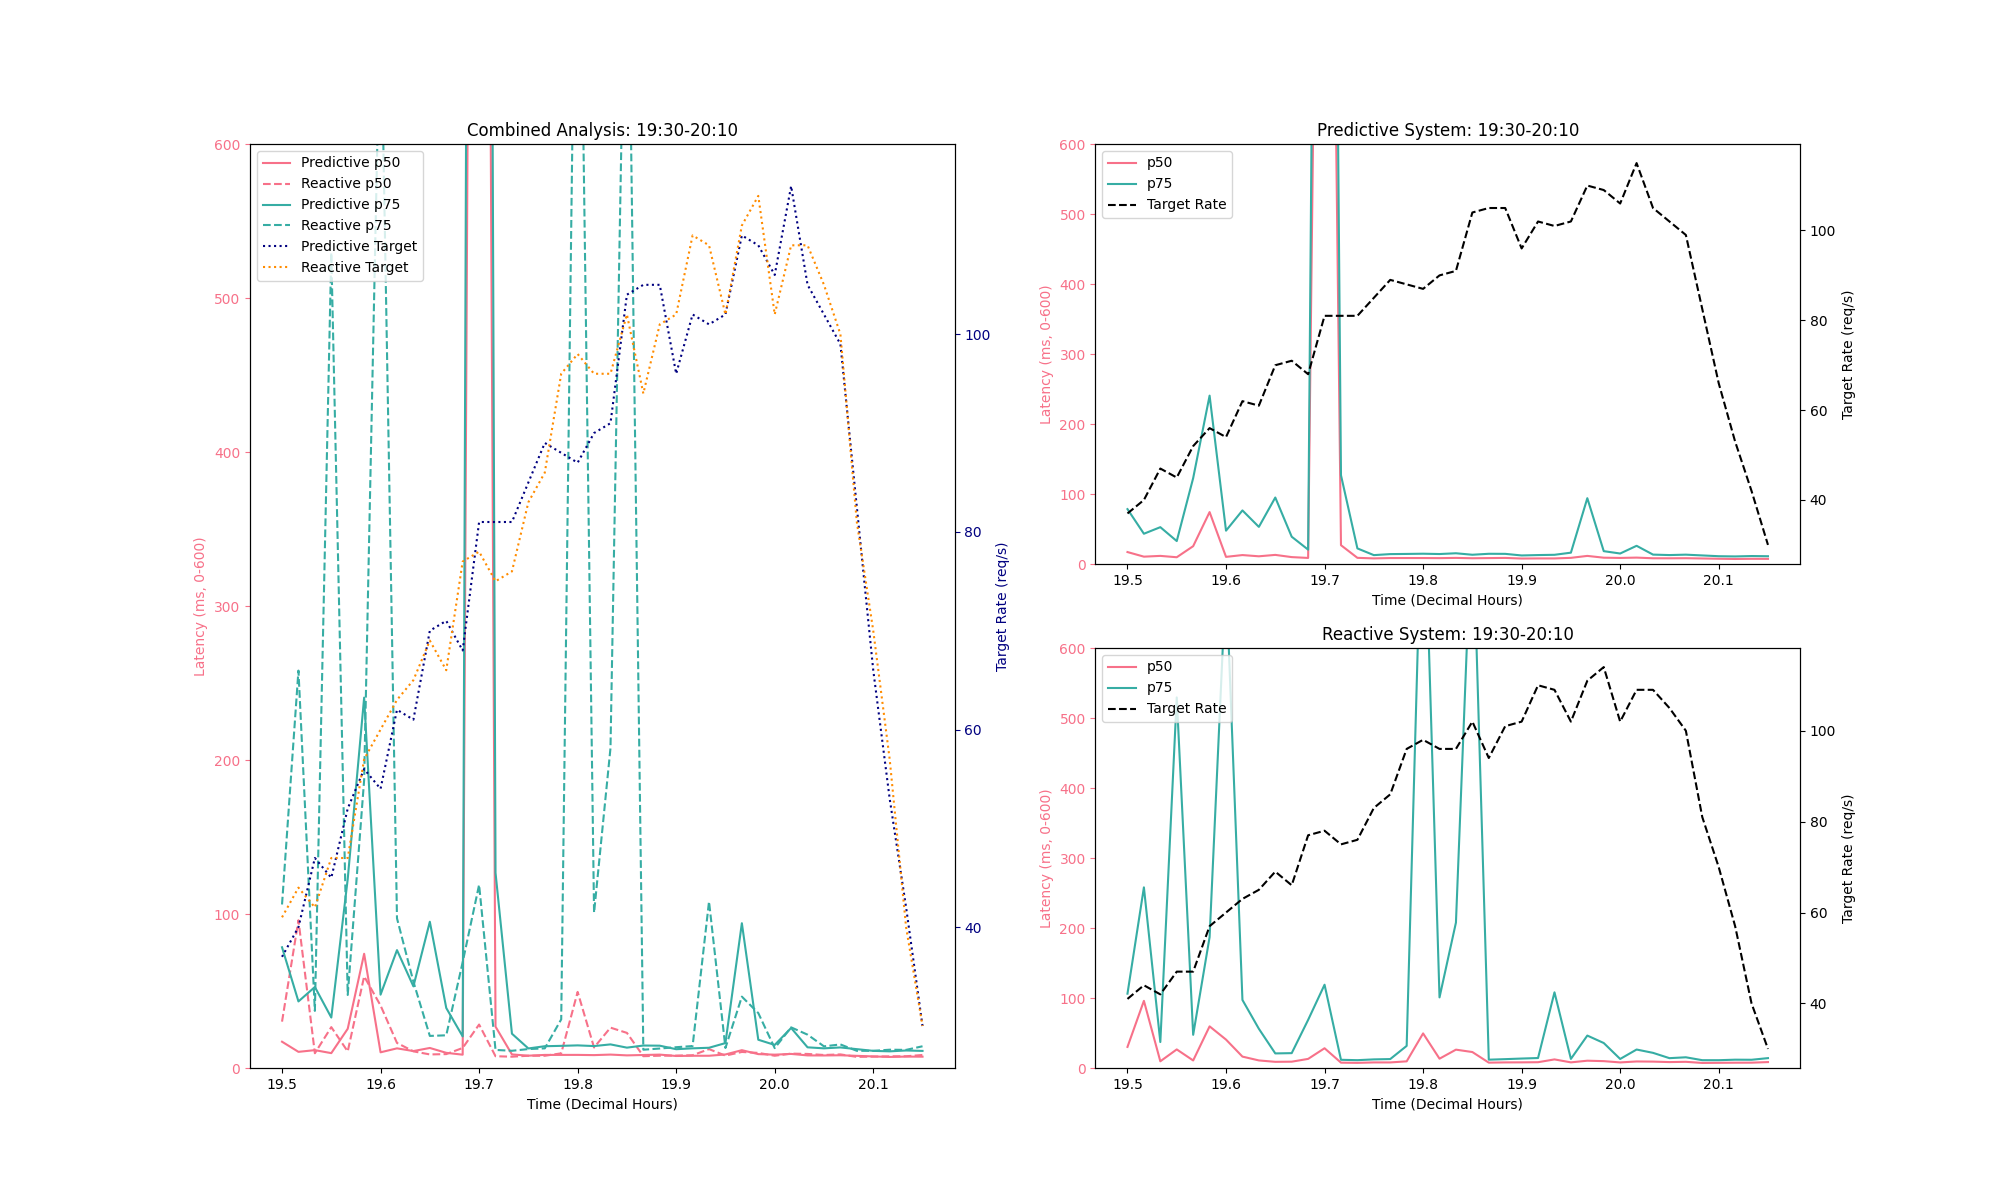 Combined Analysis: 19:30-20:10
600
500
400
300
200
100
0
Latency (ms, 0-600)
Predictive p50
Reactive p50
Predictive p75
Reactive p75
Predictive Target
Reactive Target
100
80
60
40
Target Rate (req/s)
19.5 19.6 19.7 19.8 19.9 20.0 20.1
Time (Decimal Hours)
Predictive System: 19:30-20:10
600
500
400
300
200
100
0
Latency (ms, 0-600)
p50
p75
Target Rate
100
80
60
40
Target Rate (req/s)
19.5 19.6 19.7 19.8 19.9 20.0 20.1
Time (Decimal Hours)
Reactive System: 19:30-20:10
600
500
400
300
200
100
0
Latency (ms, 0-600)
p50
p75
Target Rate
100
80
60
40
Target Rate (req/s)
19.5 19.6 19.7 19.8 19.9 20.0 20.1
Time (Decimal Hours)